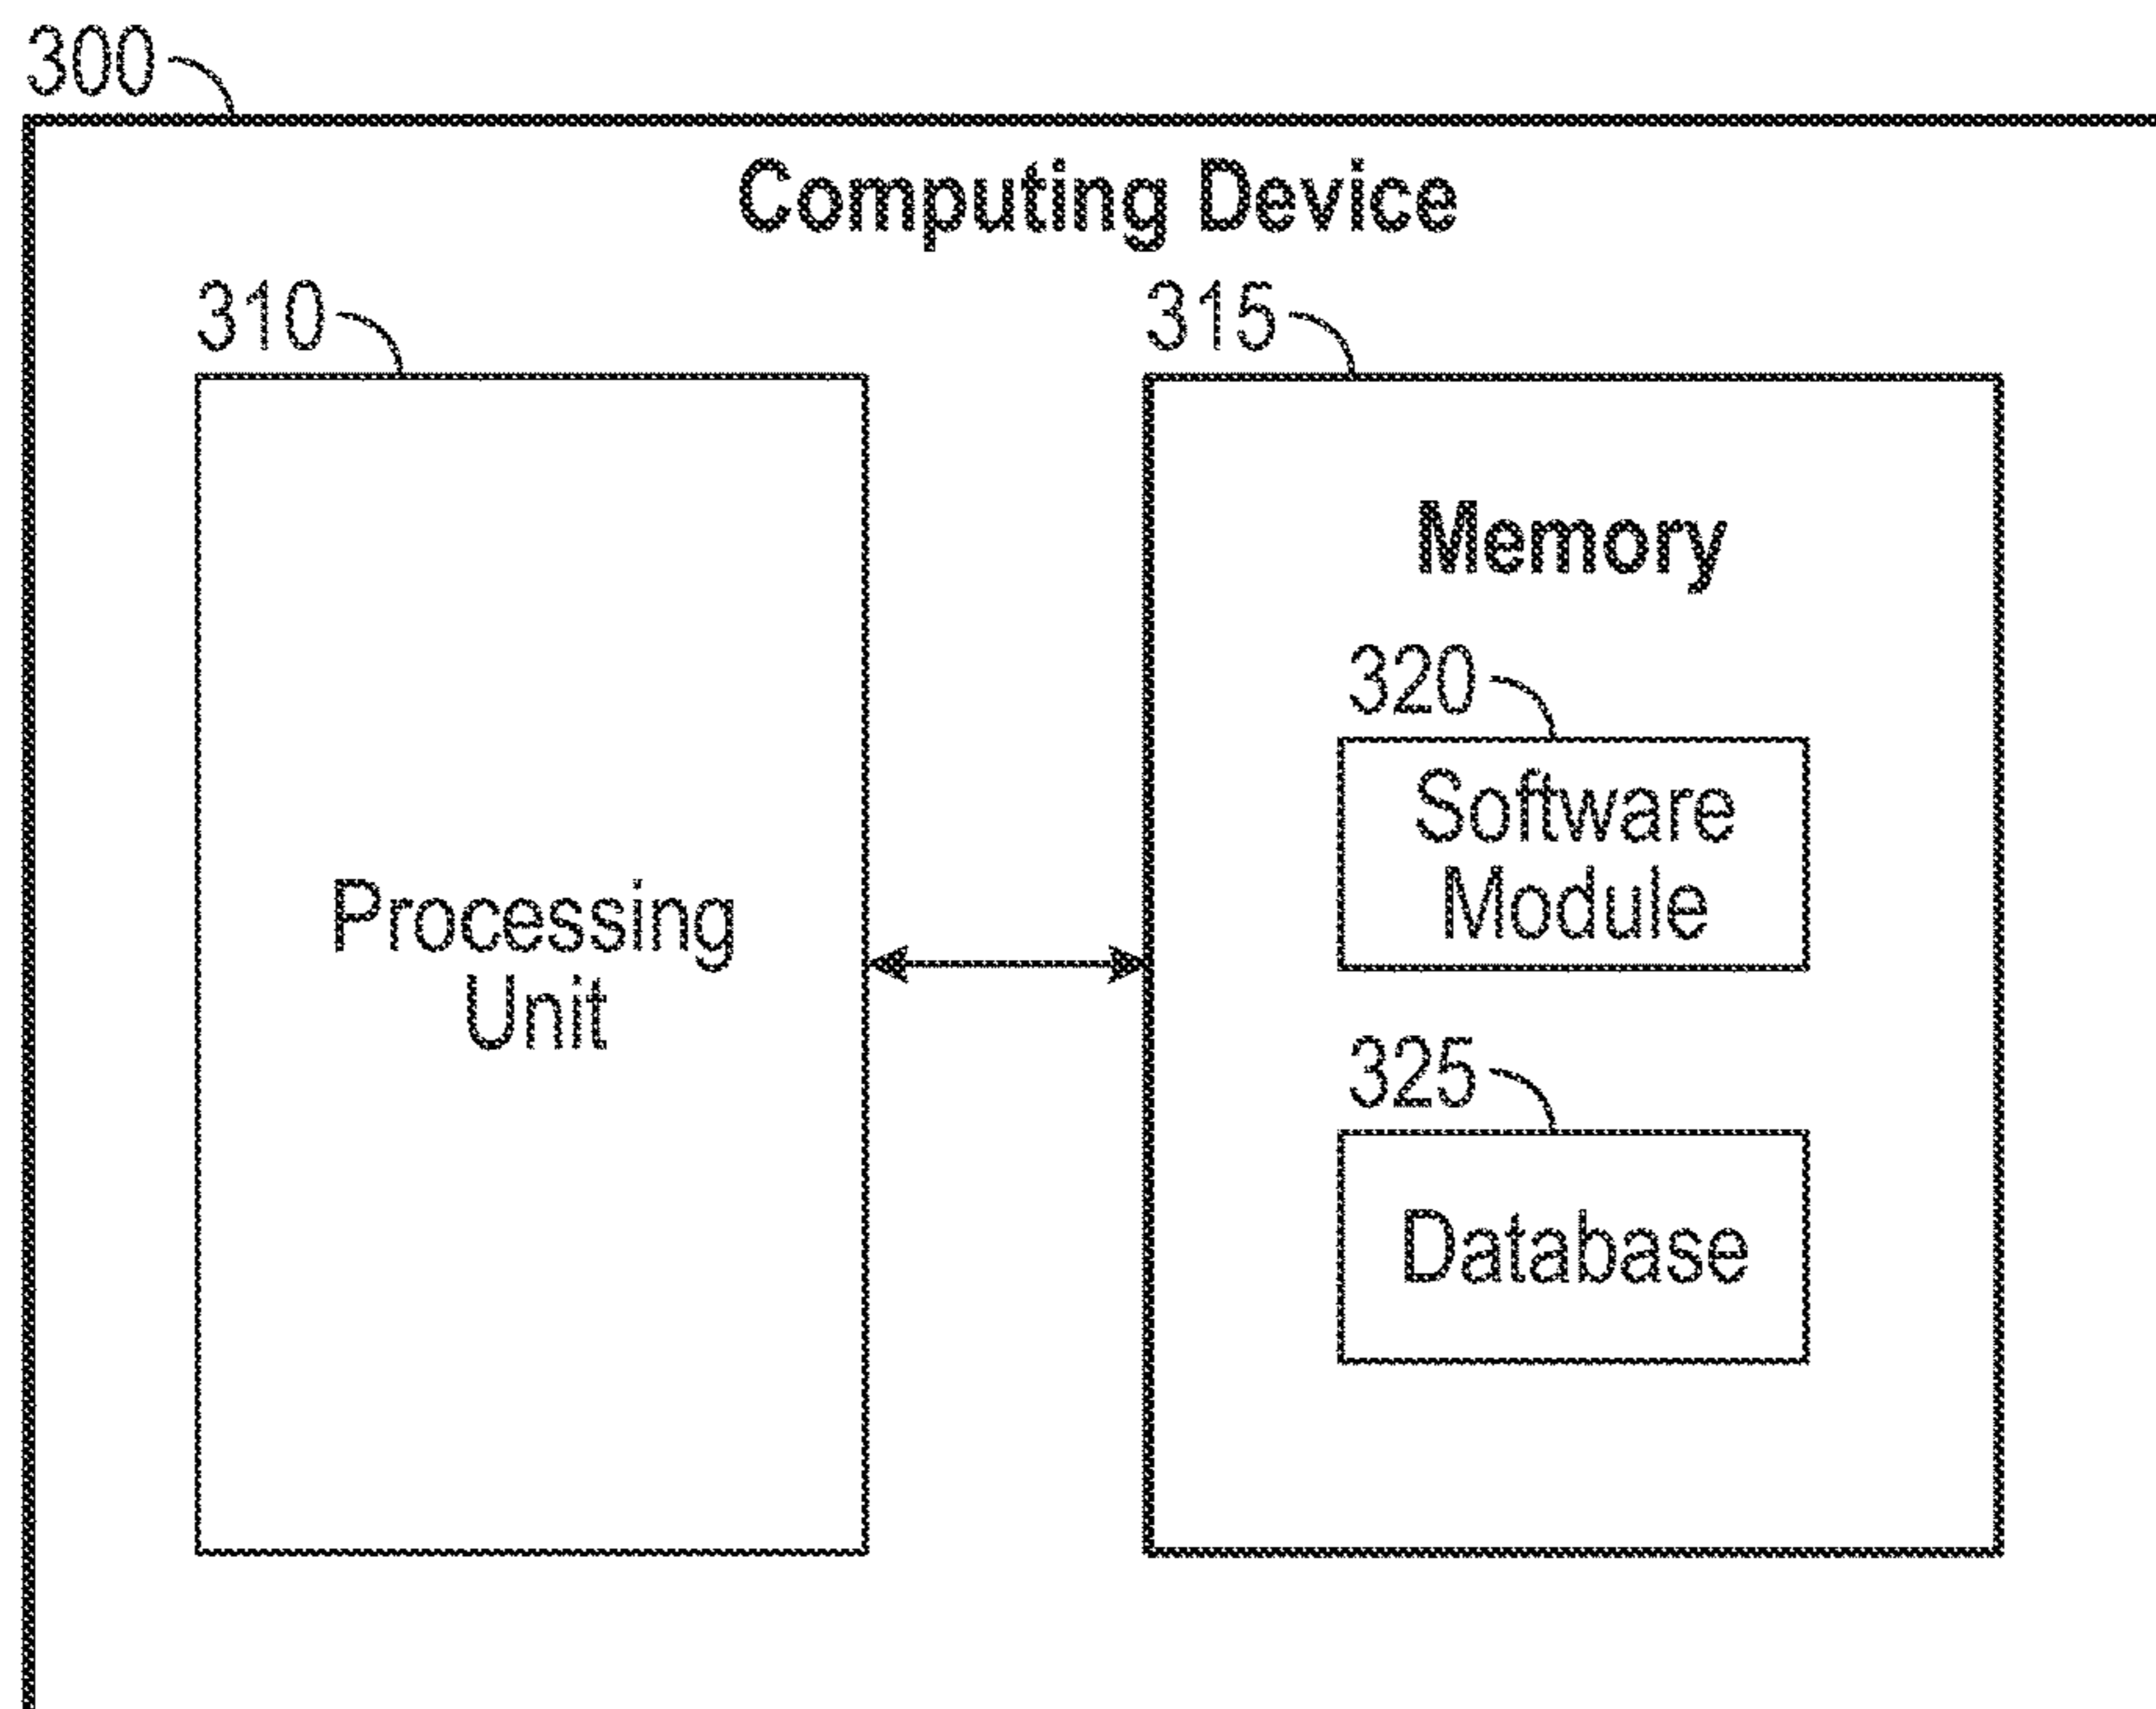 300
Computing Device
310
315
Memory
320
Software
Module
Processing
Unit
325
Database